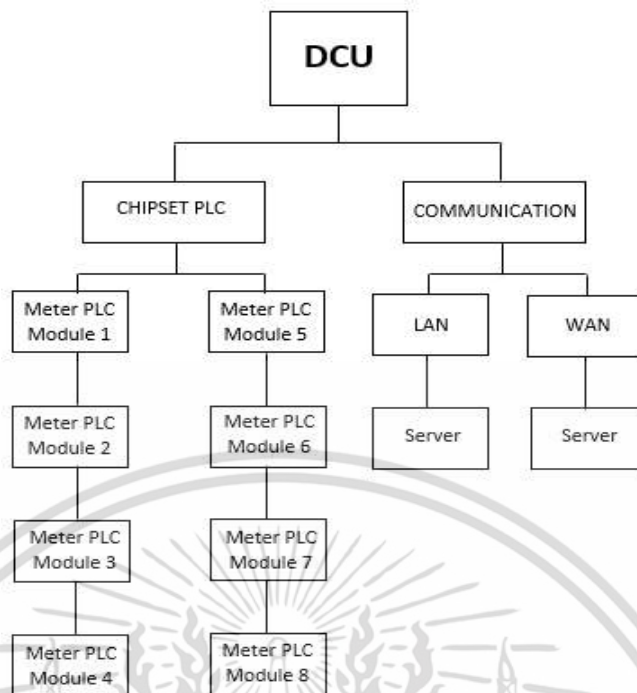 DCU
CHIPSET PLC
COMMUNICATION
Meter PLC
Module 1
Meter PLC
Module 5
LAN
WAN
Meter PLC
Module 2
Meter PLC
Module 6
Server
Server
Meter PLC
Module 3
Meter PLC
Module 7
Meter PLC
Module 4
Meter PLC
Module 8